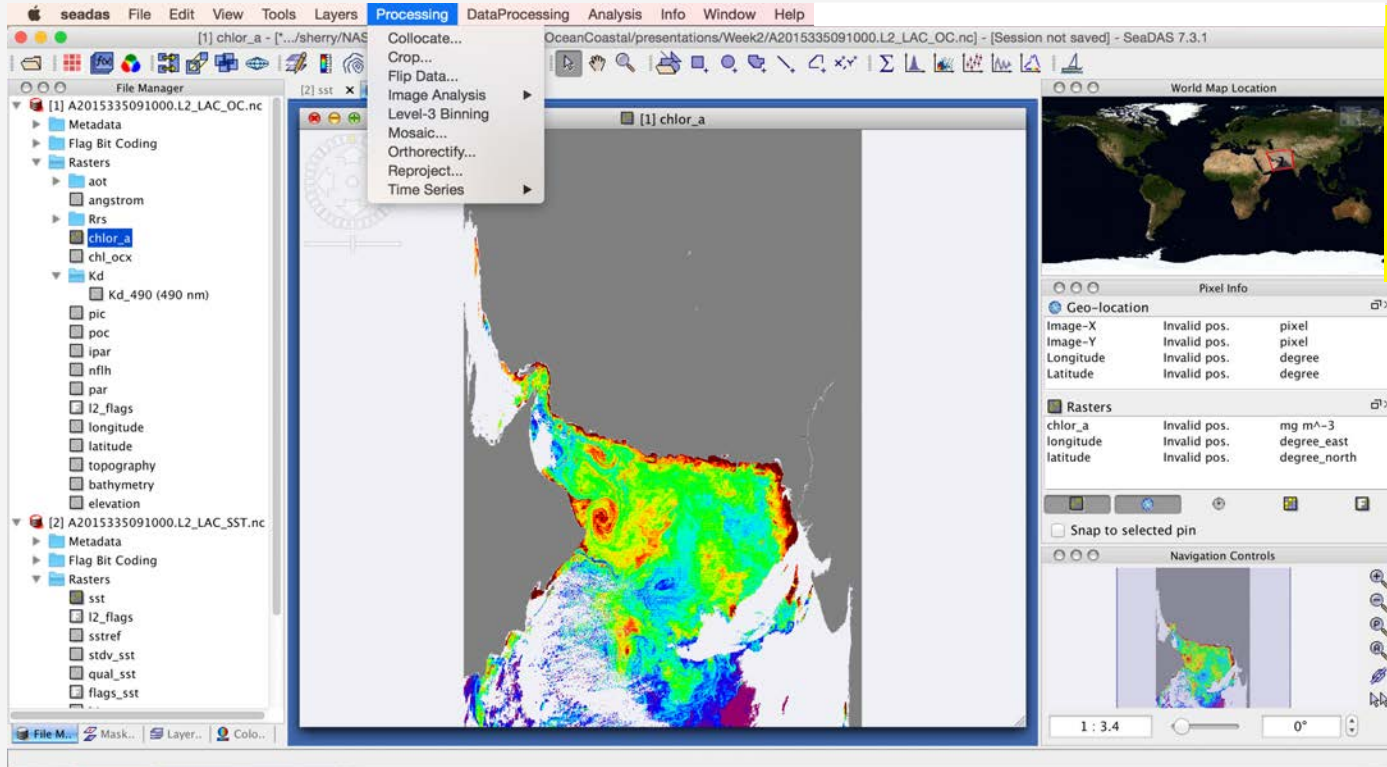 seadas File Edit View Tools Layers Processing DataProcessing Analysis Info Window Help
[1] chlor_a - [*.../sherry/NAS
OceanCoastal/presentations/Week2/A2015335091000.L2_LAC_OC.nc] - [Session not saved] - SeaDAS 7.3.1
Collocate...
Crop...
Flip Data...
Image Analysis
Level-3 Binning
Mosaic...
Orthorectify...
Reproject...
Time Series
File Manager
[1] A2015335091000.L2_LAC_OC.nc
Metadata
Flag Bit Coding
Rasters
aot
angstrom
Rrs
chlor_a
chl_ocx
Kd
Kd_490 (490 nm)
pic
poc
ipar
nflh
par
l2_flags
longitude
latitude
topography
bathymetry
elevation
[2] A2015335091000.L2_LAC_SST.nc
Metadata
Flag Bit Coding
Rasters
sst
l2_flags
sstref
stdv_sst
qual_sst
flags_sst
File M.. Mask.. Layer.. Colo..
[2] sst
[1] chlor_a
World Map Location
Pixel Info
Geo-location
Image-X Invalid pos. pixel
Image-Y Invalid pos. pixel
Longitude Invalid pos. degree
Latitude Invalid pos. degree
Rasters
chlor_a Invalid pos. mg m^-3
longitude Invalid pos. degree_east
latitude Invalid pos. degree_north
Snap to selected pin
Navigation Controls
1 : 3.4 0°